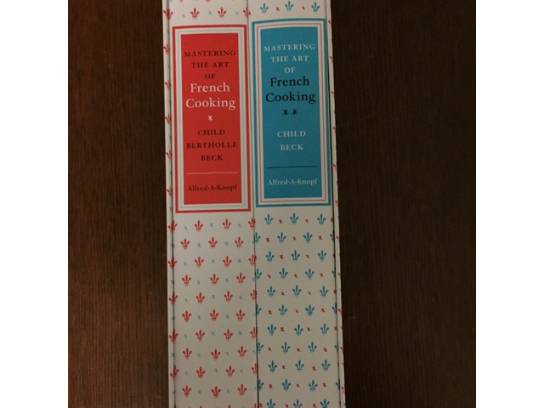 MASTERING
THE ART
OF
French
Cooking
*
CHILD
BERTHOLLE
BECK
Alfred·A·Knopf
MASTERING
THE ART
OF
French
Cooking
* *
CHILD
BECK
Alfred·A·Knopf